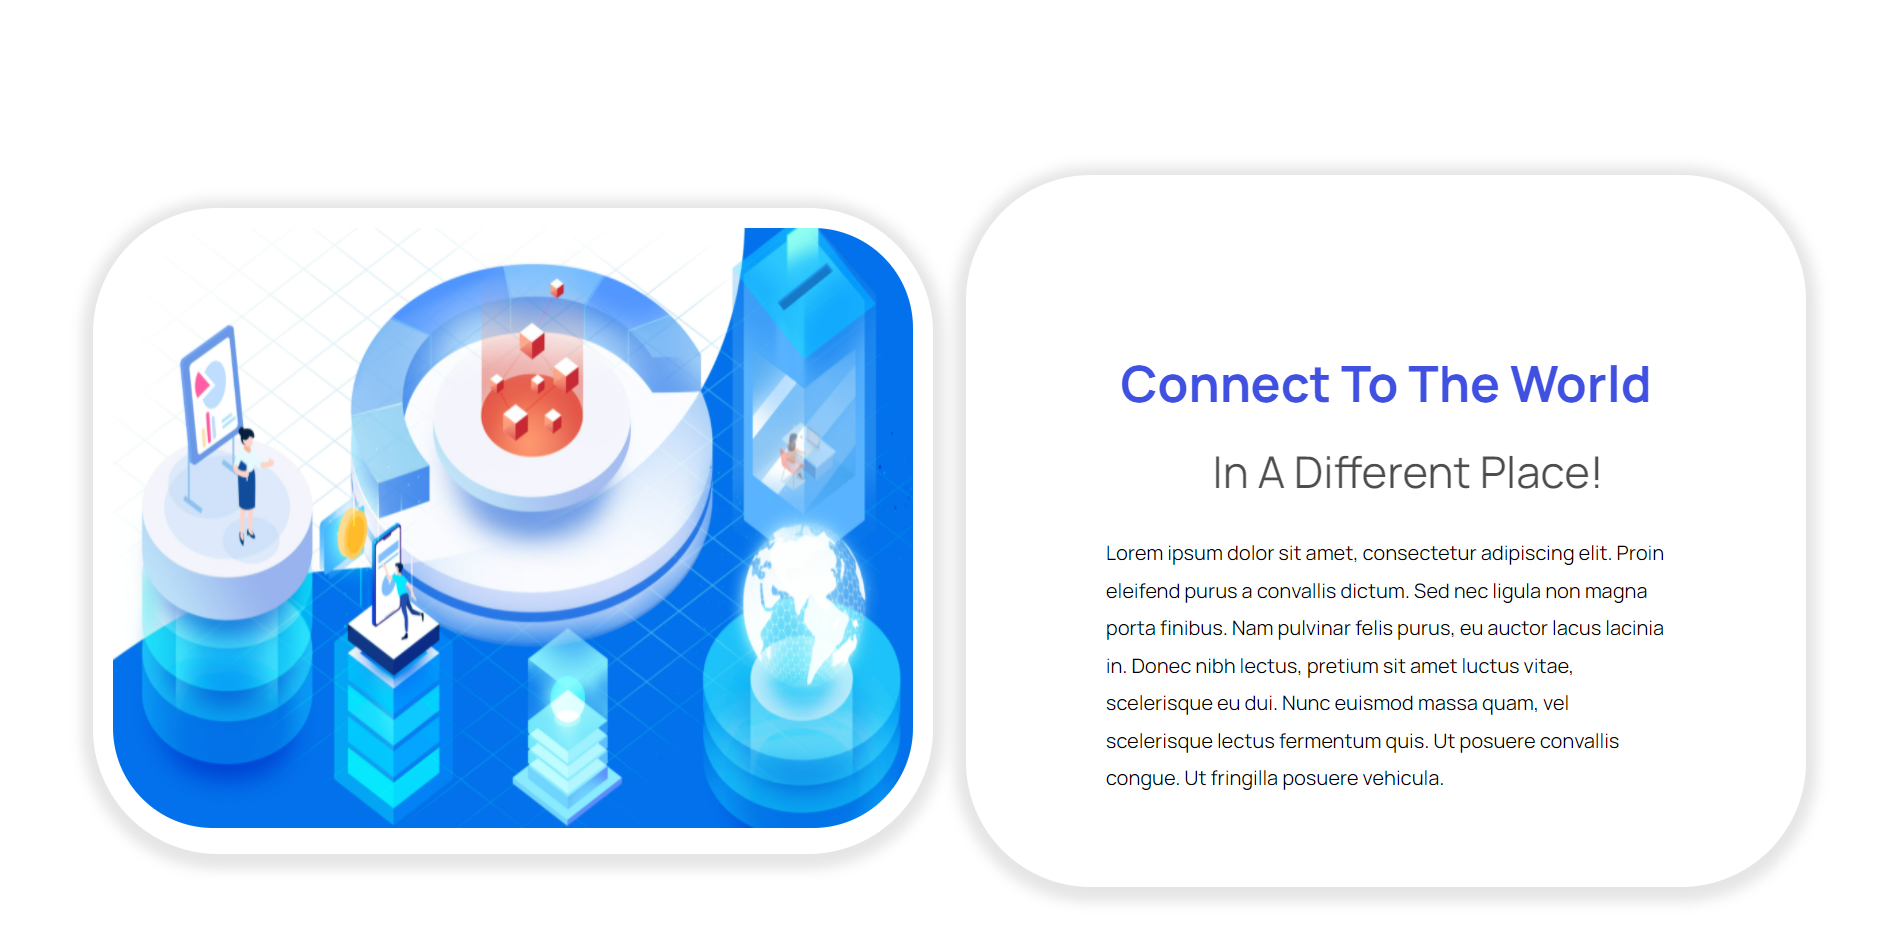 Connect To The World
In A Different Place!
Lorem ipsum dolor sit amet, consectetur adipiscing elit. Proin
eleifend purus a convallis dictum. Sed nec ligula non magna
porta finibus. Nam pulvinar felis purus, eu auctor lacus lacinia
in. Donec nibh lectus, pretium sit amet luctus vitae,
scelerisque eu dui. Nunc euismod massa quam, vel
scelerisque lectus fermentum quis. Ut posuere convallis
congue. Ut fringilla posuere vehicula.